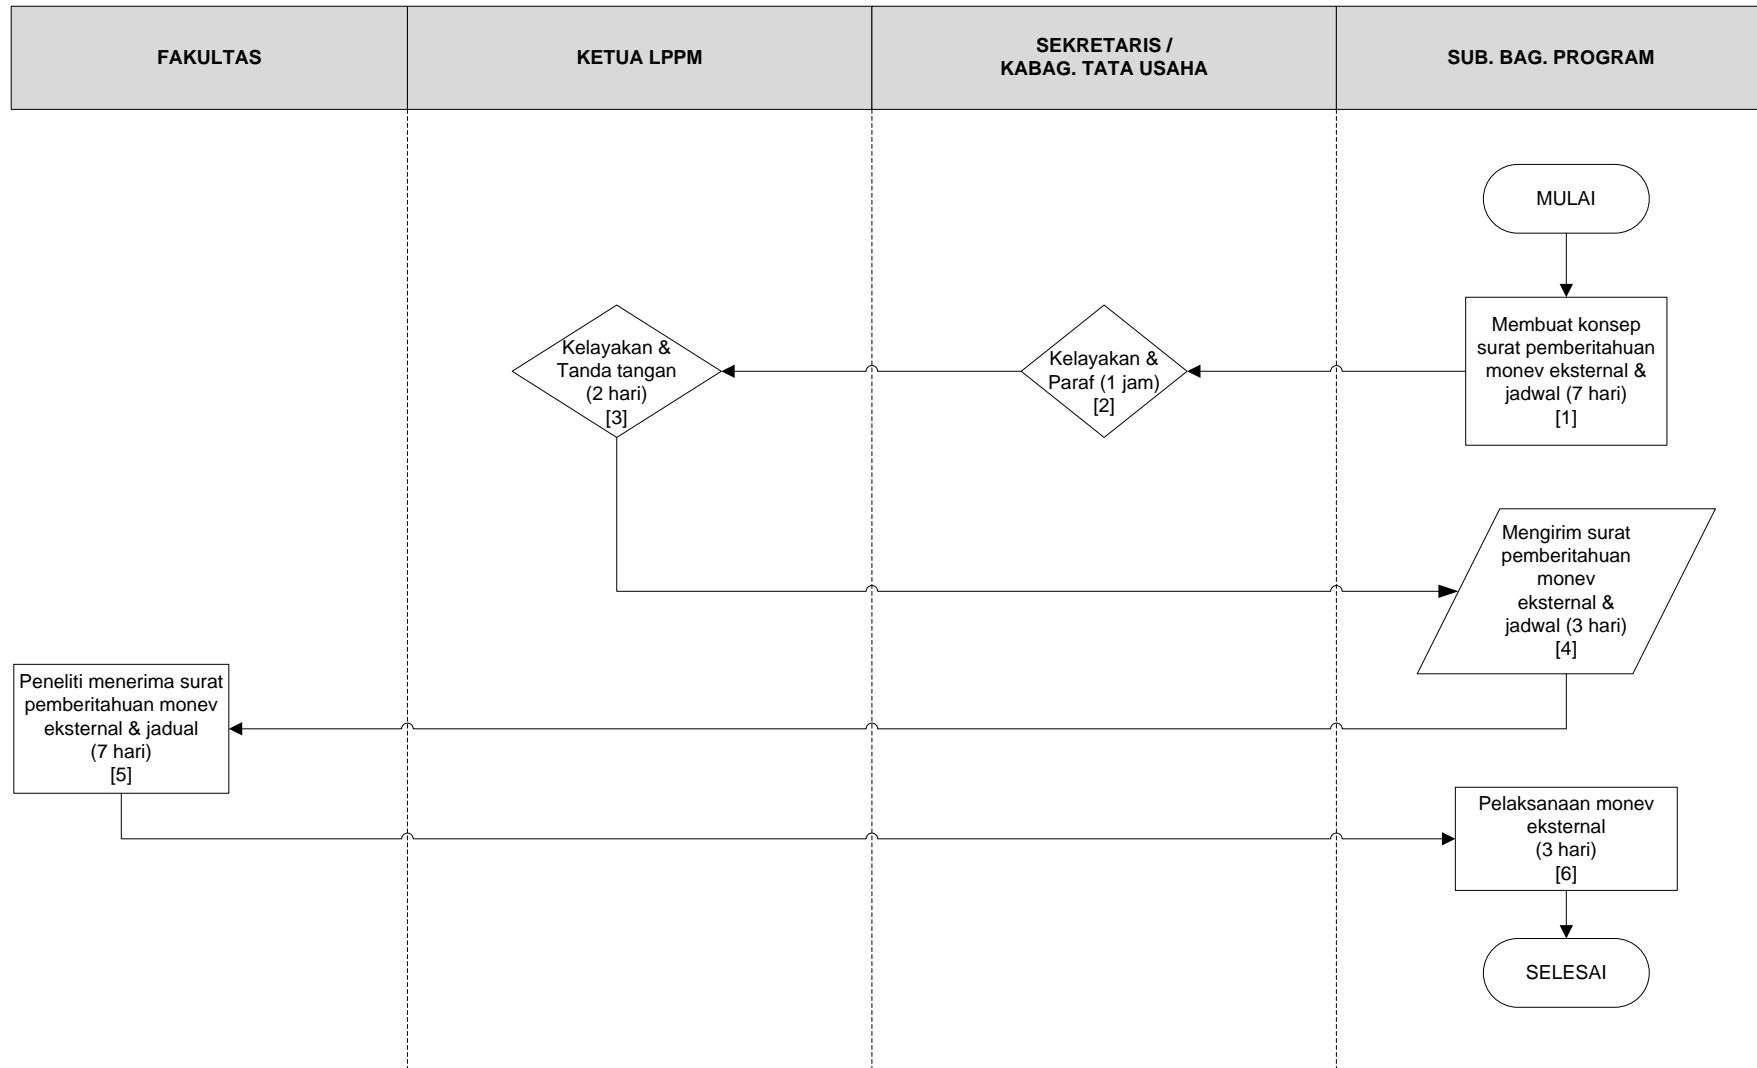 FAKULTAS
KETUA LPPM
SEKRETARIS /
KABAG. TATA USAHA
SUB. BAG. PROGRAM
MULAI
Membuat konsep
surat pemberitahuan
monev eksternal &
jadwal (7 hari)
[1]
Kelayakan &
Paraf (1 jam)
[2]
Kelayakan &
Tanda tangan
(2 hari)
[3]
Mengirim surat
pemberitahuan
monev
eksternal &
jadwal (3 hari)
[4]
Peneliti menerima surat
pemberitahuan monev
eksternal & jadual
(7 hari)
[5]
Pelaksanaan monev
eksternal
(3 hari)
[6]
SELESAI